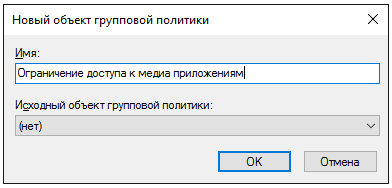 Новый объект групповой политики
Имя:
Ограничение доступа к медиа приложениям
Исходный объект групповой политики:
(нет)
OK Отмена